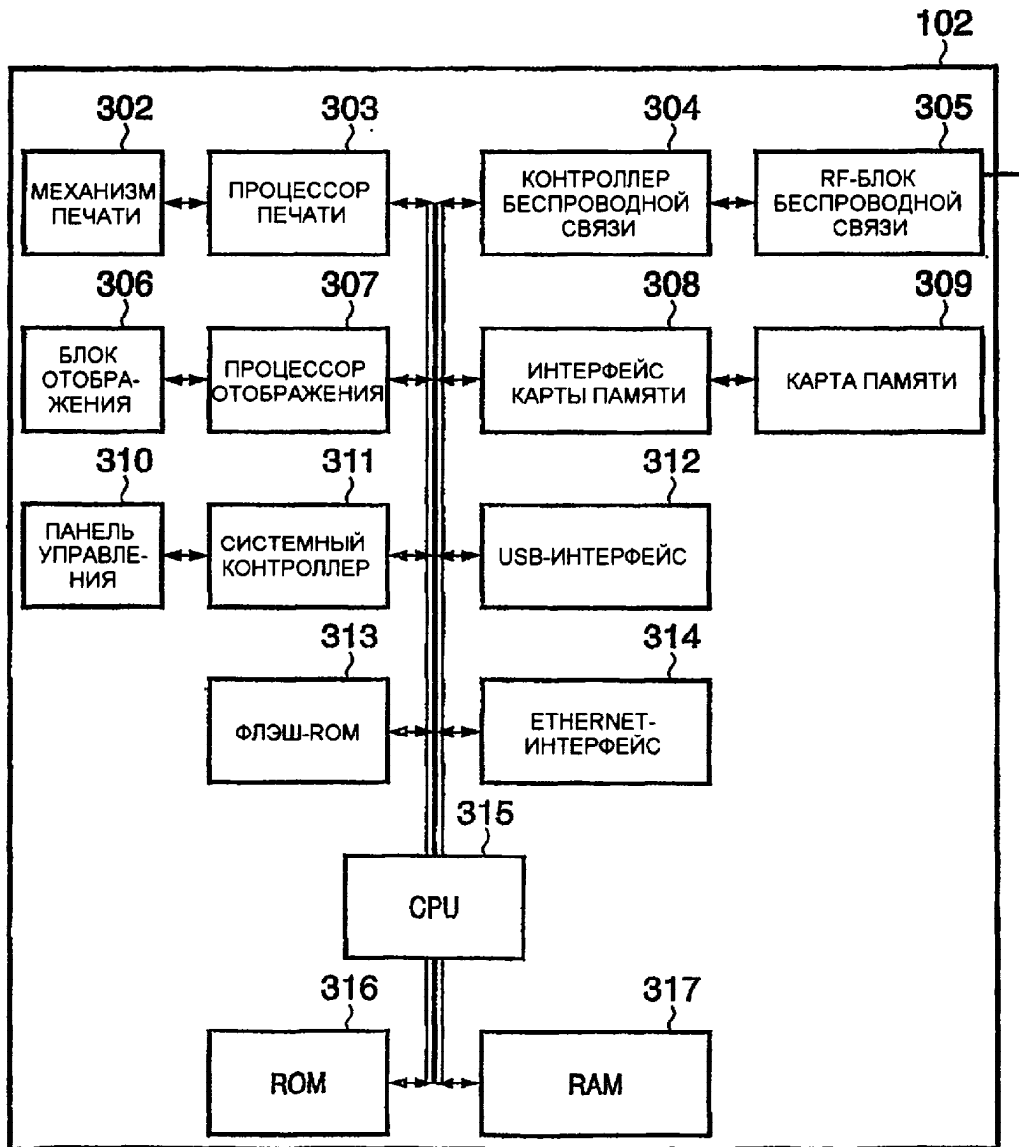 102
302
303
304
305
МЕХАНИЗМ
ПЕЧАТИ
ПРОЦЕССОР
ПЕЧАТИ
КОНТРОЛЛЕР
БЕСПРОВОДНОЙ
СВЯЗИ
RF-БЛОК
БЕСПРОВОДНОЙ
СВЯЗИ
306
307
308
309
БЛОК
ОТОБРА-
ЖЕНИЯ
ПРОЦЕССОР
ОТОБРАЖЕНИЯ
ИНТЕРФЕЙС
КАРТЫ ПАМЯТИ
КАРТА ПАМЯТИ
310
311
312
ПАНЕЛЬ
УПРАВЛЕ-
НИЯ
СИСТЕМНЫЙ
КОНТРОЛЛЕР
USB-ИНТЕРФЕЙС
313
314
ФЛЭШ-ROM
ETHERNET-
ИНТЕРФЕЙС
315
CPU
316
317
ROM
RAM